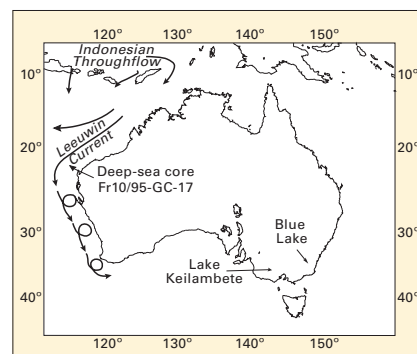 Indonesian
Throughflow
120° 130° 140° 150°
10° 10°
Leeuwin
Current
20° 20°
Deep-sea core
Fr10/95-GC-17
30° 30°
Blue
Lake
Lake
Keilambete
40° 40°
120° 130° 140° 150°